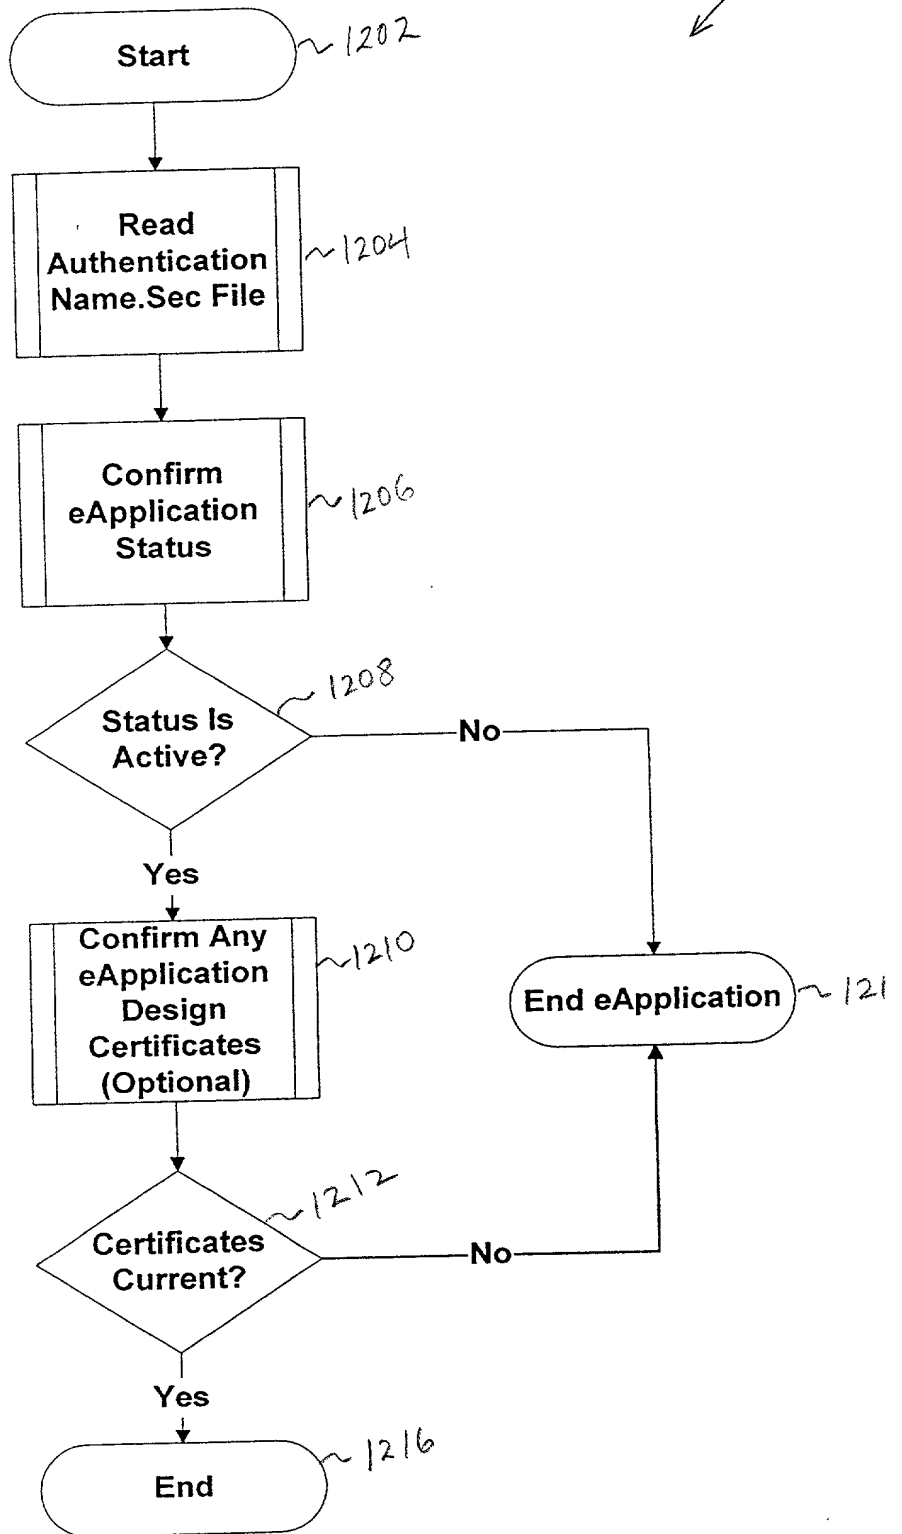 Start
1202
Read
Authentication
Name.Sec File
1204
Confirm
eApplication
Status
1206
Status Is
Active?
1208
No
Yes
Confirm Any
eApplication
Design
Certificates
(Optional)
1210
End eApplication
121
Certificates
Current?
1212
No
Yes
End
1216